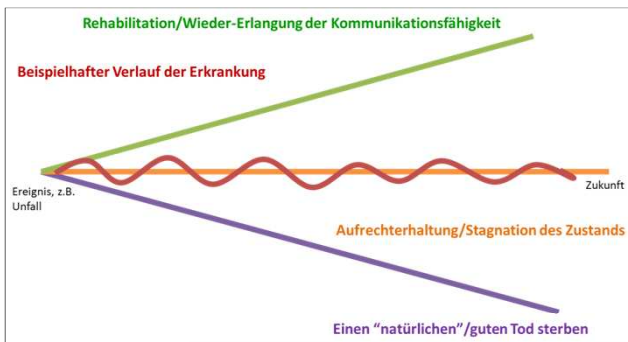 Rehabilitation/Wieder-Erlangung der Kommunikationsfähigkeit
Beispielhafter Verlauf der Erkrankung
Ereignis, z.B.
Unfall
Zukunft
Aufrechterhaltung/Stagnation des Zustands
Einen “natürlichen”/guten Tod sterben